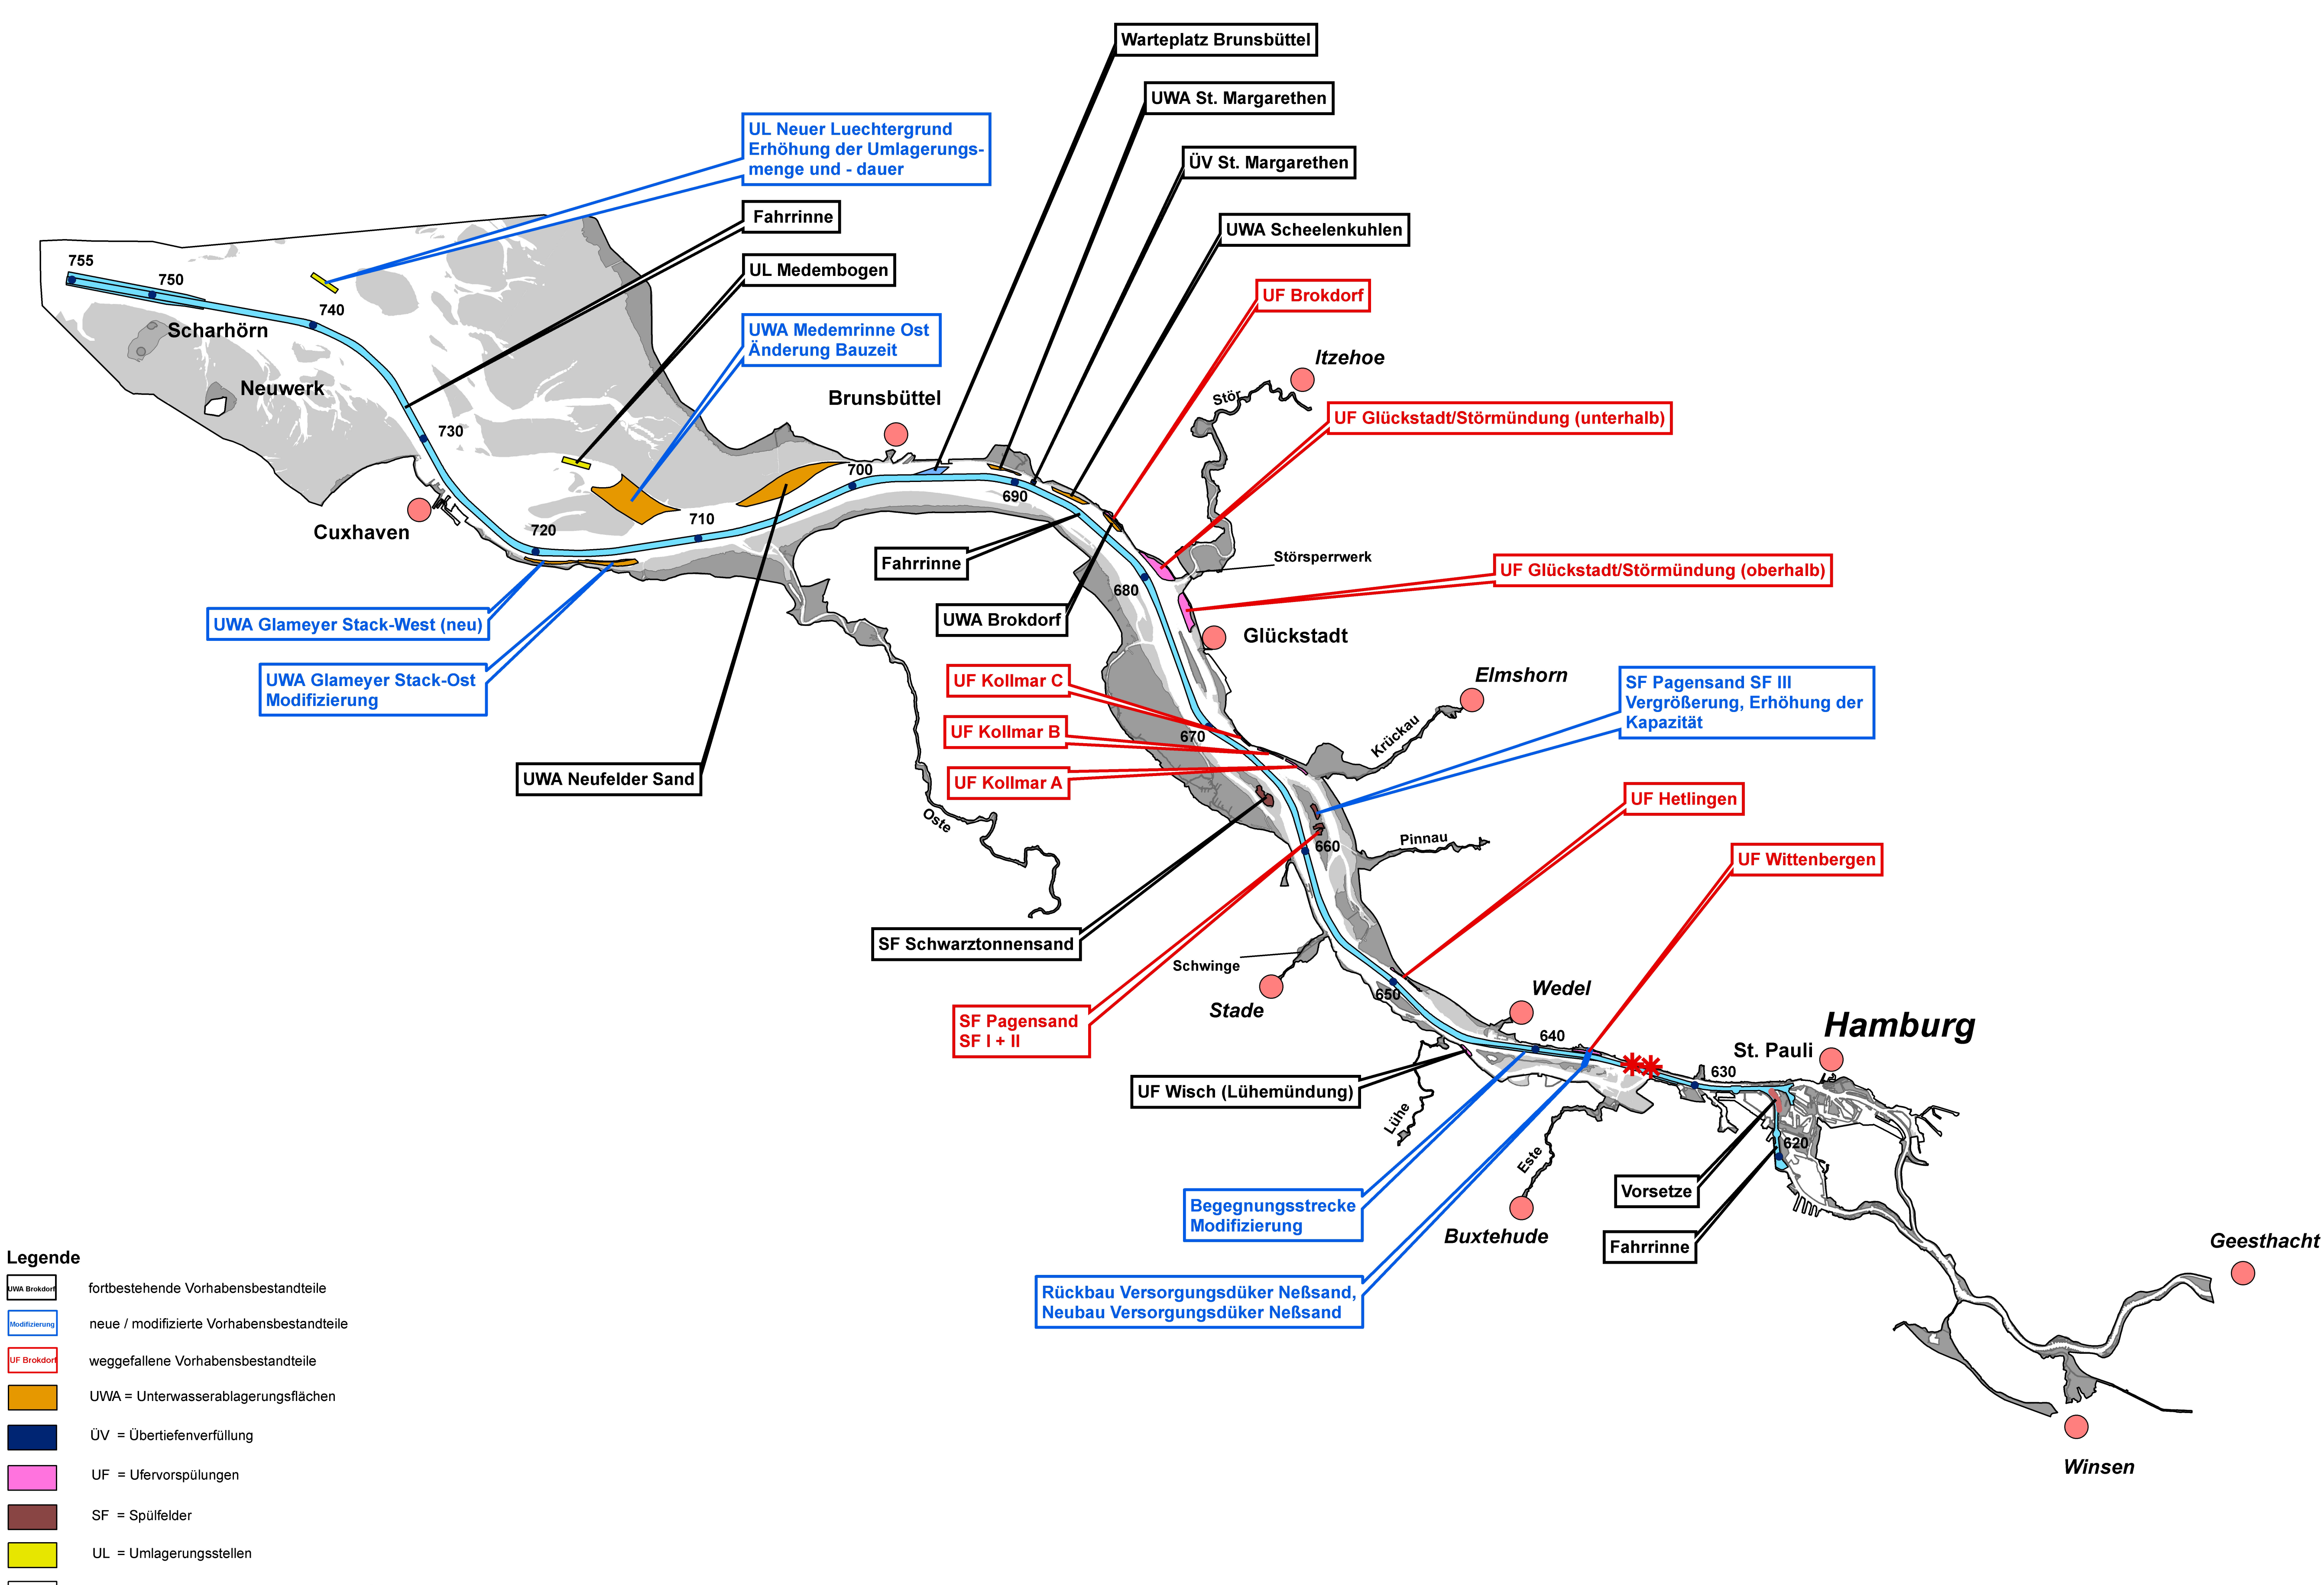 Warteplatz Brunsbüttel
UWA St. Margarethen
UL Neuer Luechtergrund
Erhöhung der Umlagerungs-
menge und - dauer
ÜV St. Margarethen
Fahrrinne
UWA Scheelenkuhlen
UL Medembogen
UF Brokdorf
755
750
740
Scharhörn
UWA Medemrinne Ost
Änderung Bauzeit
Itzehoe
Neuwerk
Brunsbüttel
Stör
UF Glückstadt/Störmündung (unterhalb)
730
700
690
Cuxhaven
720
710
Fahrrinne
Störsperrwerk
UF Glückstadt/Störmündung (oberhalb)
680
UWA Glameyer Stack-West (neu)
UWA Brokdorf
Glückstadt
UWA Glameyer Stack-Ost
Modifizierung
UF Kollmar C
Elmshorn
SF Pagensand SF III
Vergrößerung, Erhöhung der
Kapazität
UF Kollmar B
670
Krückau
UWA Neufelder Sand
UF Kollmar A
UF Hetlingen
Oste
Pinnau
660
UF Wittenbergen
SF Schwarztonnensand
Schwinge
Stade
650
Wedel
SF Pagensand
SF I + II
640
Hamburg
St. Pauli
630
UF Wisch (Lühemündung)
Lühe
Este
620
Vorsetze
Begegnungsstrecke
Modifizierung
Buxtehude
Fahrrinne
Geesthacht
Rückbau Versorgungsdüker Neßsand,
Neubau Versorgungsdüker Neßsand
Winsen
Legende
UWA Brokdorf
fortbestehende Vorhabensbestandteile
Modifizierung
neue / modifizierte Vorhabensbestandteile
UF Brokdorf
weggefallene Vorhabensbestandteile
UWA = Unterwasserablagerungsflächen
ÜV = Übertiefenverfüllung
UF = Ufervorspülungen
SF = Spülfelder
UL = Umlagerungsstellen